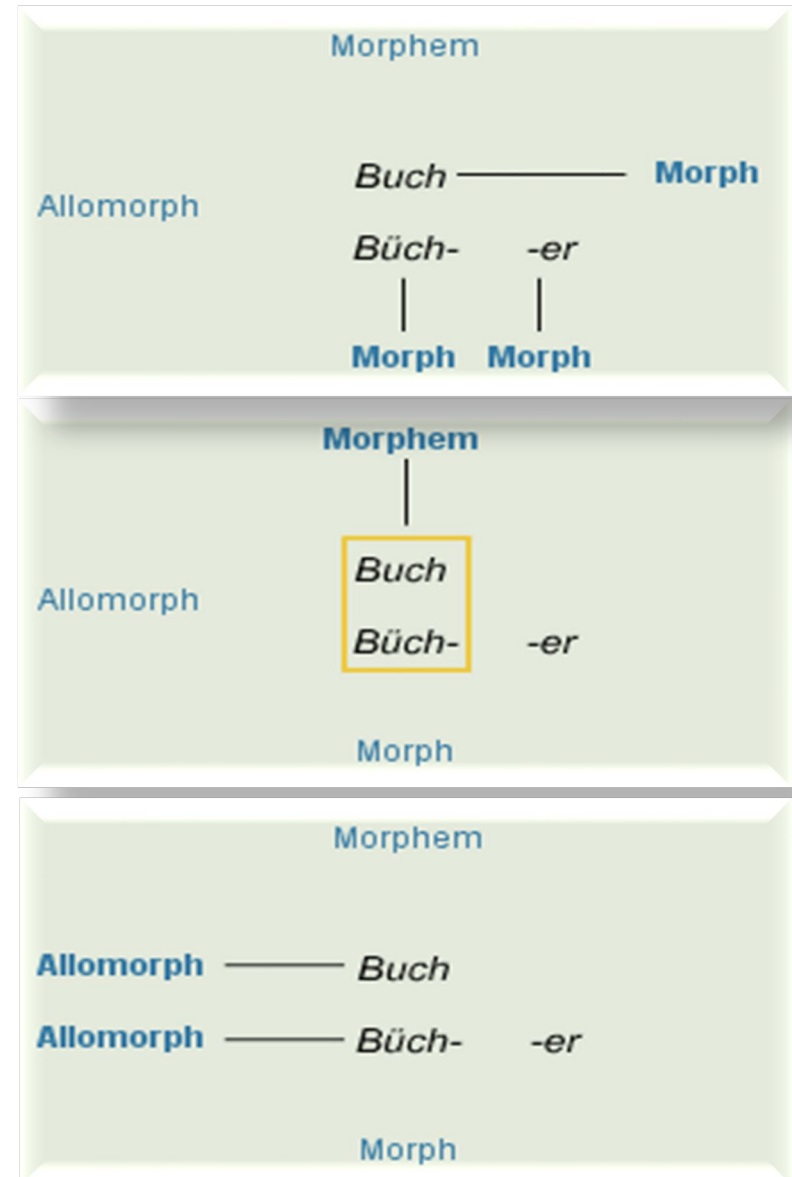 Morphem
Buch Morph
Allomorph
Büch- -er
Morph Morph
Morphem
Buch
Allomorph
Büch- -er
Morph
Morphem
Allomorph Buch
Allomorph Büch- -er
Morph